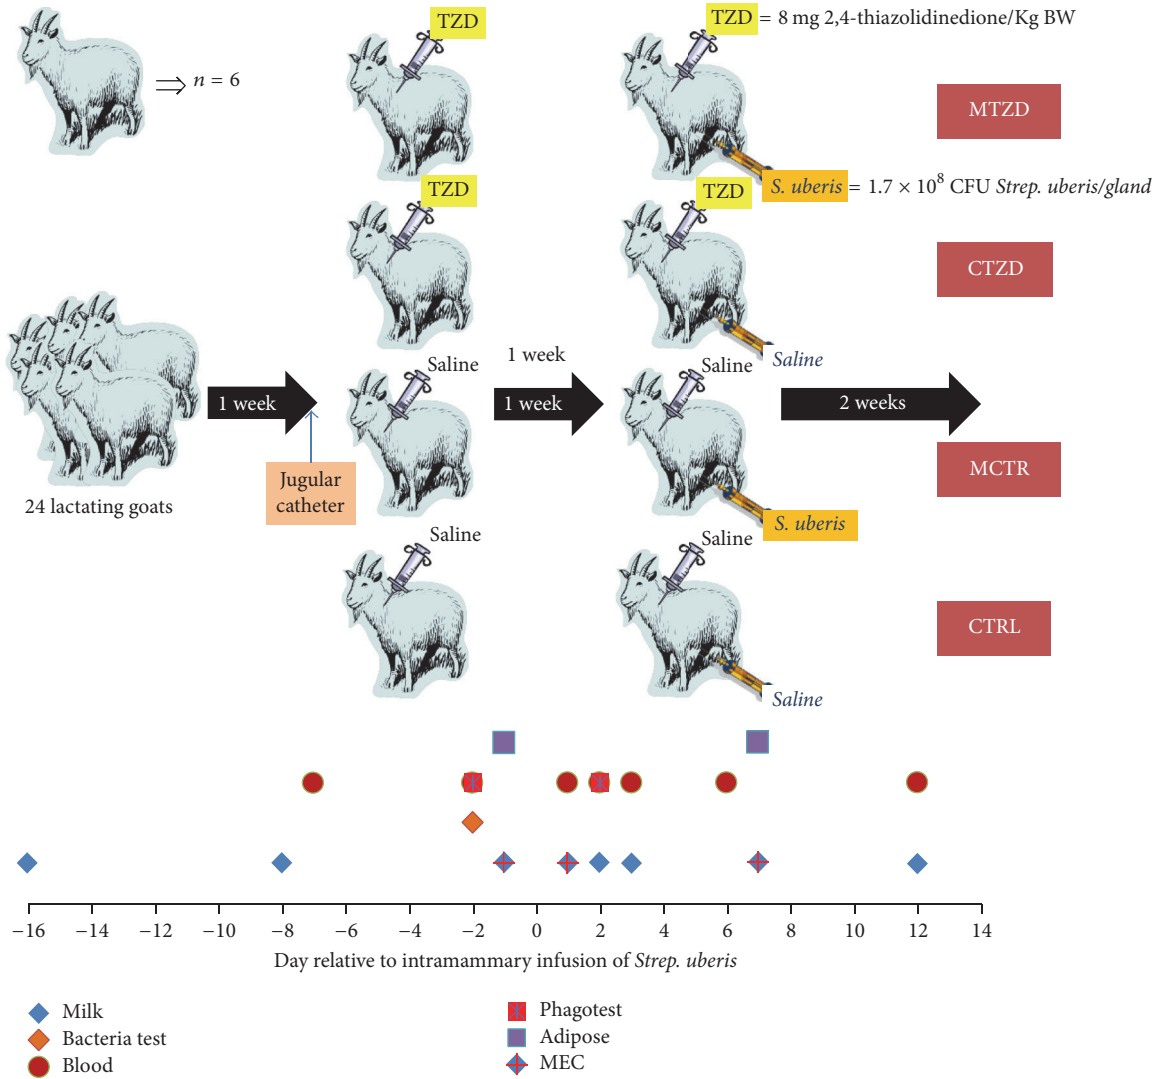 TZD
TZD = 8 mg 2,4-thiazolidinedione/Kg BW
⇒ n = 6
MTZD
S. uberis = 1.7 × 10⁸ CFU Strep. uberis/gland
TZD
TZD
CTZD
Saline
1 week
Saline
Saline
1 week
1 week
2 weeks
Jugular
catheter
MCTR
24 lactating goats
S. uberis
Saline
Saline
CTRL
Saline
−16 −14 −12 −10 −8 −6 −4 −2 0 2 4 6 8 10 12 14
Day relative to intramammary infusion of Strep. uberis
Milk
Bacteria test
Blood
Phagotest
Adipose
MEC